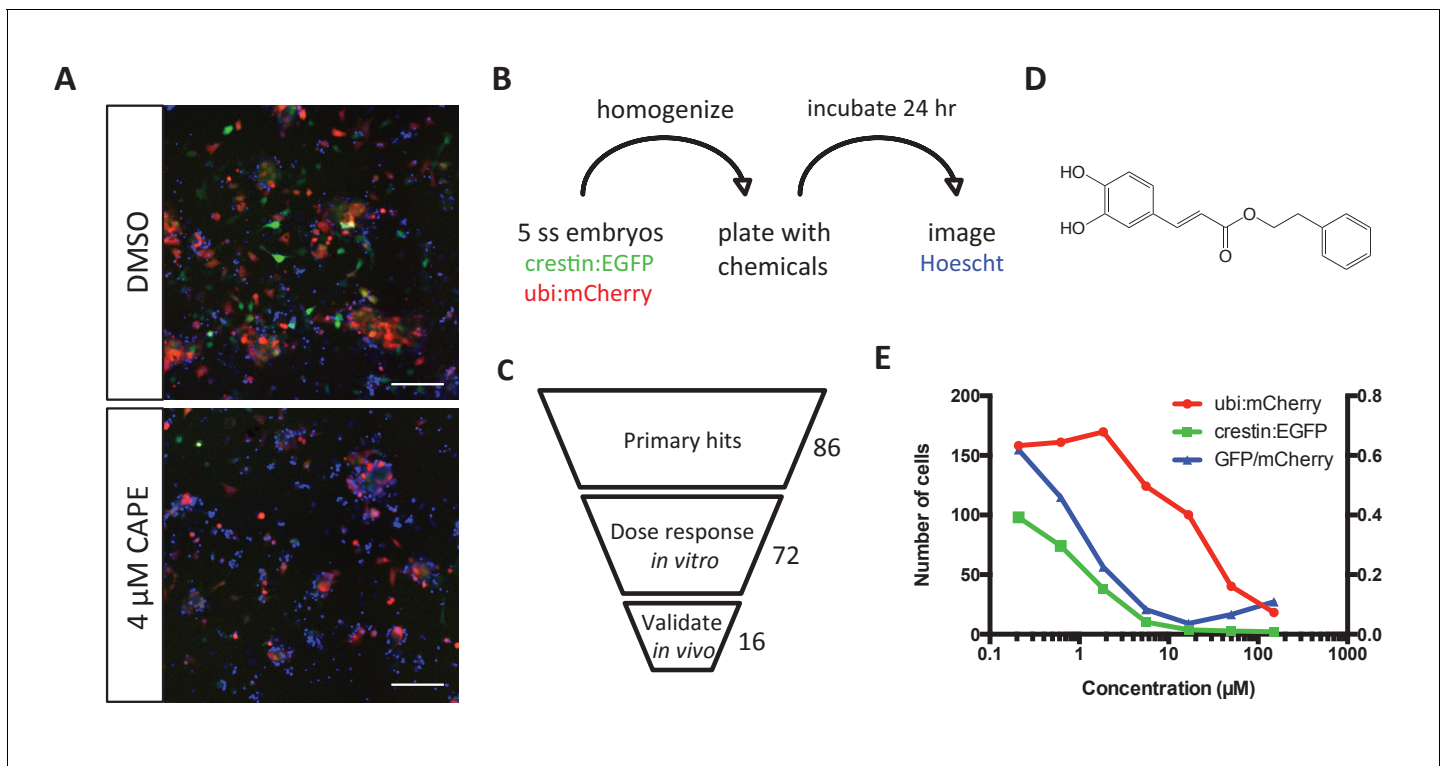 A
DMSO
4 µM CAPE
B
homogenize
incubate 24 hr
5 ss embryos
crestin:EGFP
ubi:mCherry
plate with
chemicals
image
Hoescht
C
Primary hits
86
Dose response
in vitro
72
Validate
in vivo
16
D
HO
HO
O
O
E
200
150
100
50
0
Number of cells
0.8
0.6
0.4
0.2
0.0
ubi:mCherry
crestin:EGFP
GFP/mCherry
0.1
1
10
100
1000
Concentration (µM)